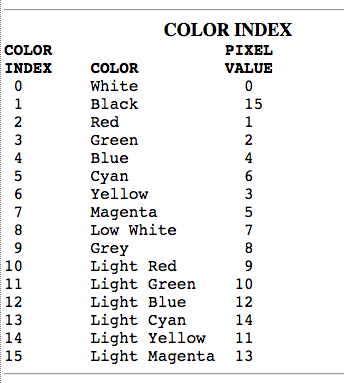 COLOR INDEX
COLOR PIXEL
INDEX COLOR VALUE
0 White 0
1 Black 15
2 Red 1
3 Green 2
4 Blue 4
5 Cyan 6
6 Yellow 3
7 Magenta 5
8 Low White 7
9 Grey 8
10 Light Red 9
11 Light Green 10
12 Light Blue 12
13 Light Cyan 14
14 Light Yellow 11
15 Light Magenta 13